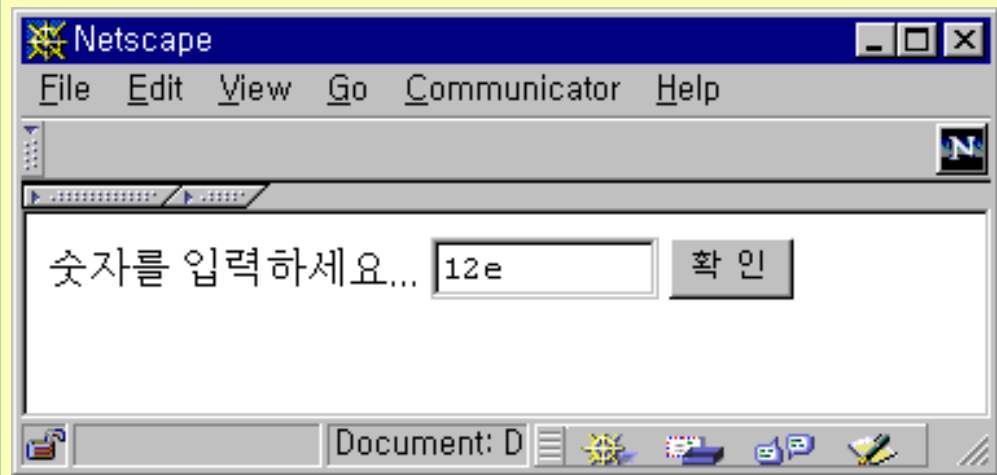 Netscape
File Edit View Go Communicator Help
N
숫자를 입력하세요... 12e 확 인
Document: D